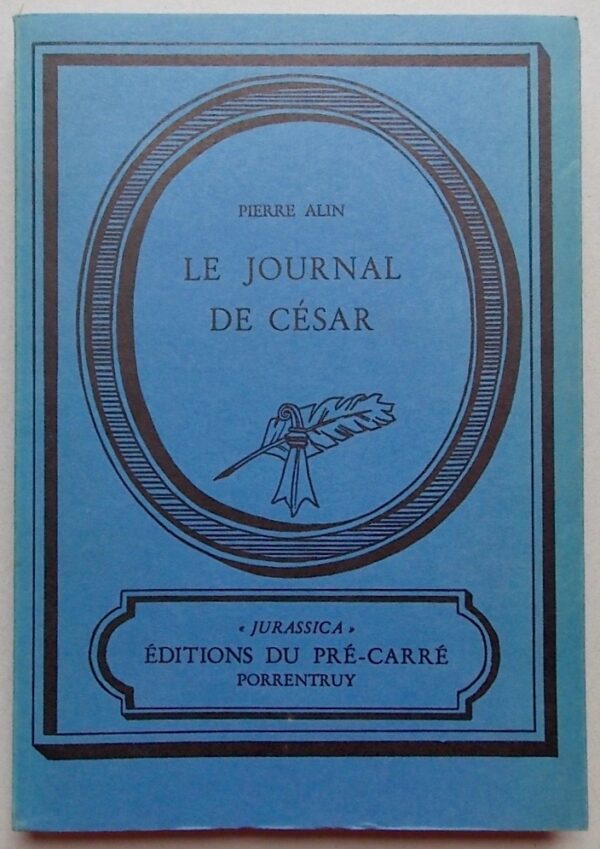 PIERRE ALIN
LE JOURNAL
DE CÉSAR
« JURASSICA »
ÉDITIONS DU PRÉ-CARRÉ
PORRENTRUY